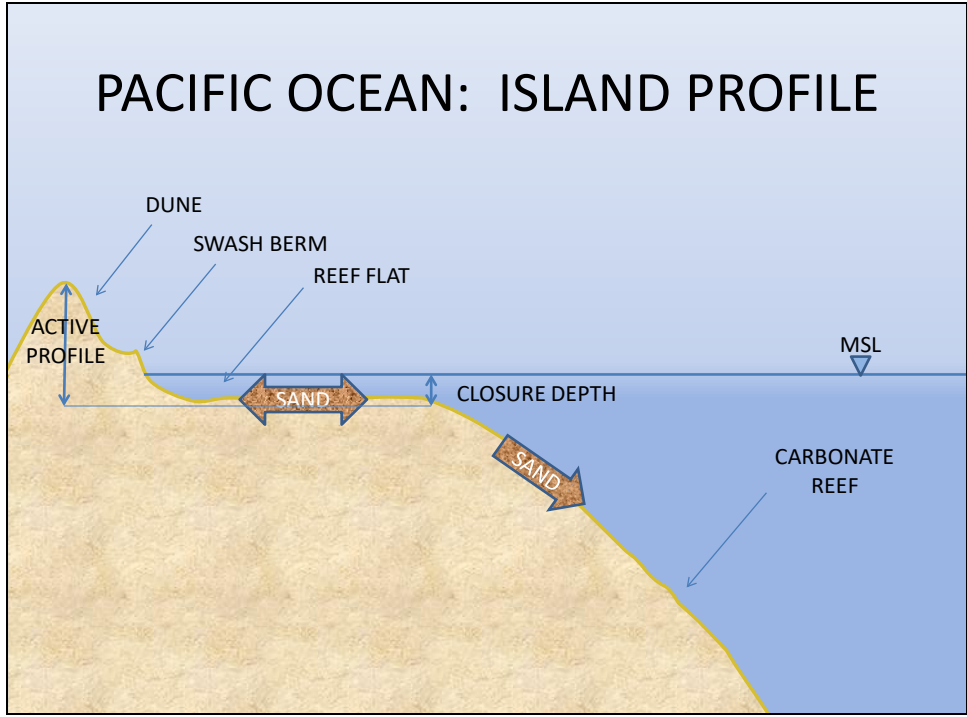 PACIFIC OCEAN: ISLAND PROFILE
DUNE
SWASH BERM
REEF FLAT
ACTIVE
PROFILE
MSL
CLOSURE DEPTH
SAND
SAND
CARBONATE
REEF